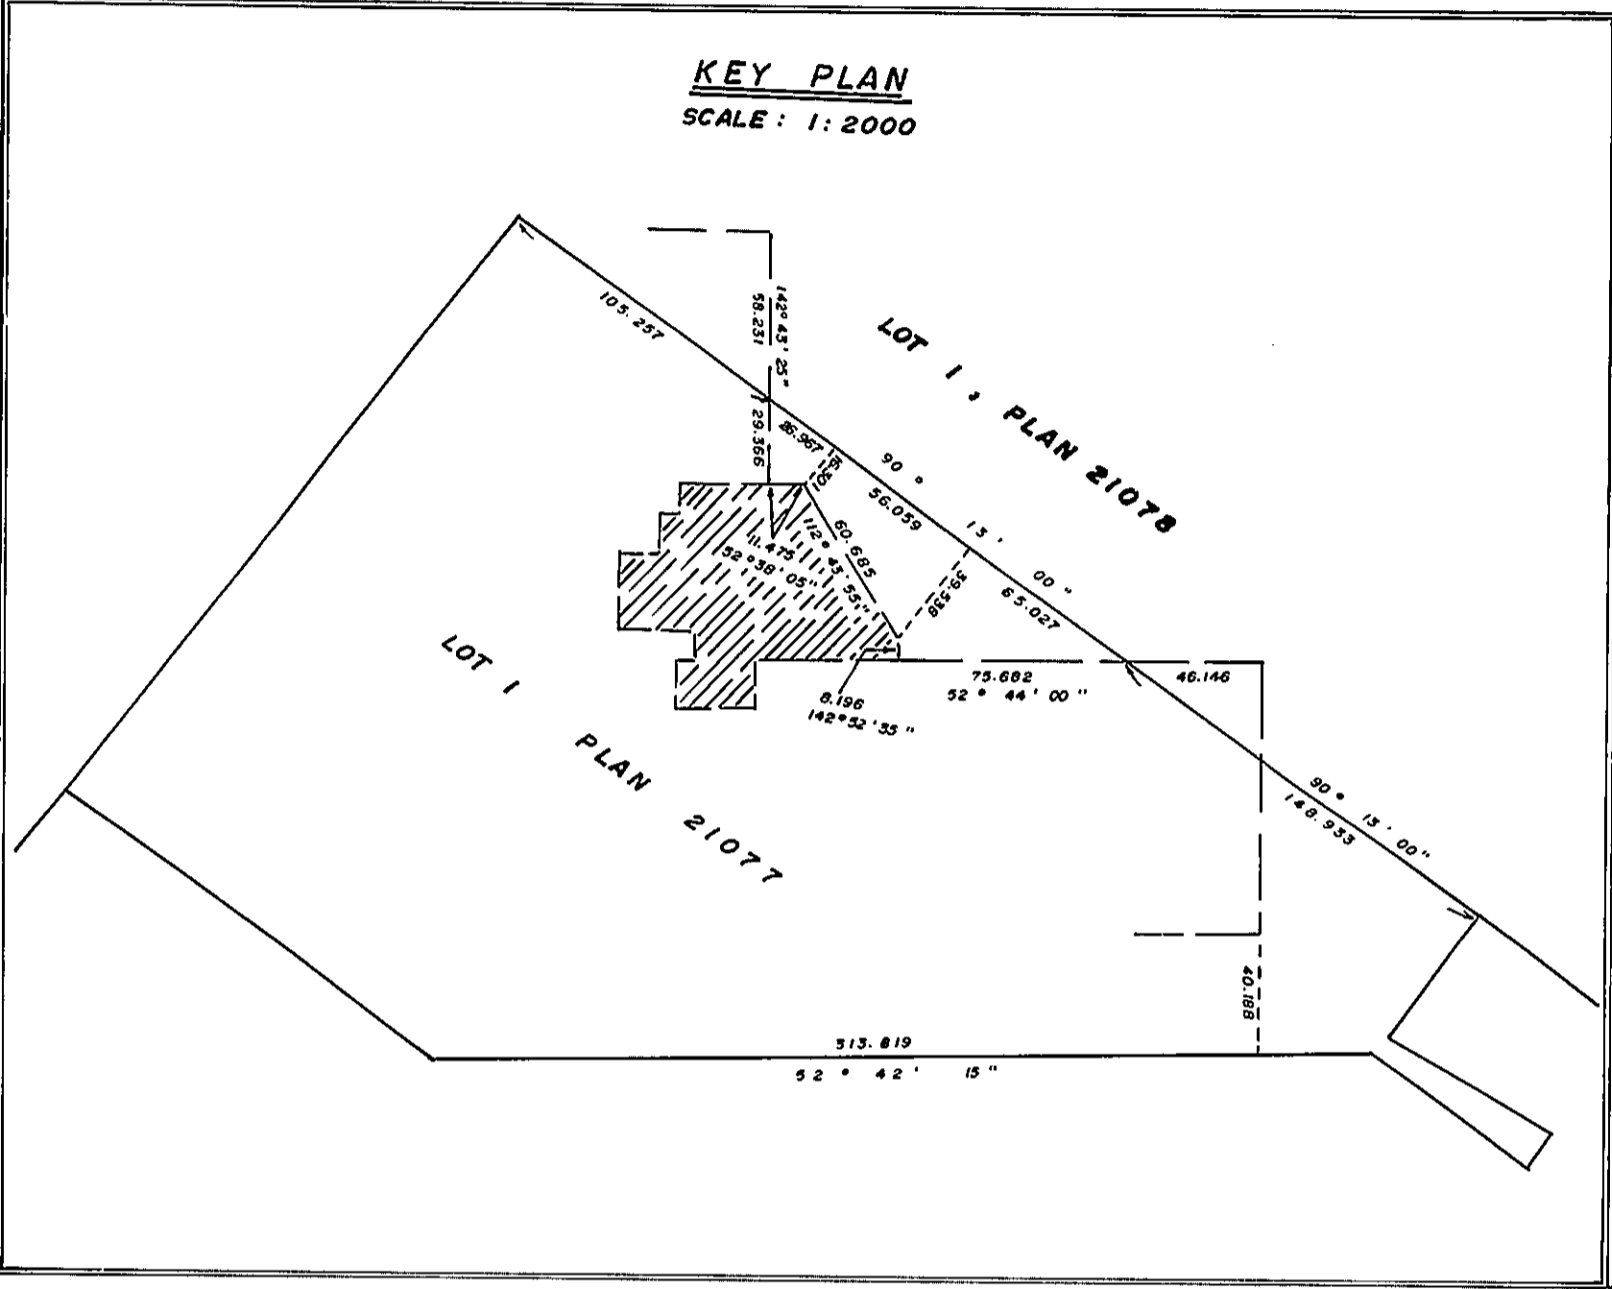 KEY PLAN
SCALE: 1:2000
105.257
142° 43' 25"
58.231
29.366
26.967
90° 13' 00"
56.059
65.027
LOT 1, PLAN 21078
60.685
112° 43' 55"
11.475
52° 38' 05"
39.538
75.682
52° 44' 00"
46.146
8.196
142° 52' 35"
LOT 1 PLAN 21077
90° 13' 00"
148.933
40.188
313.819
52° 42' 15"